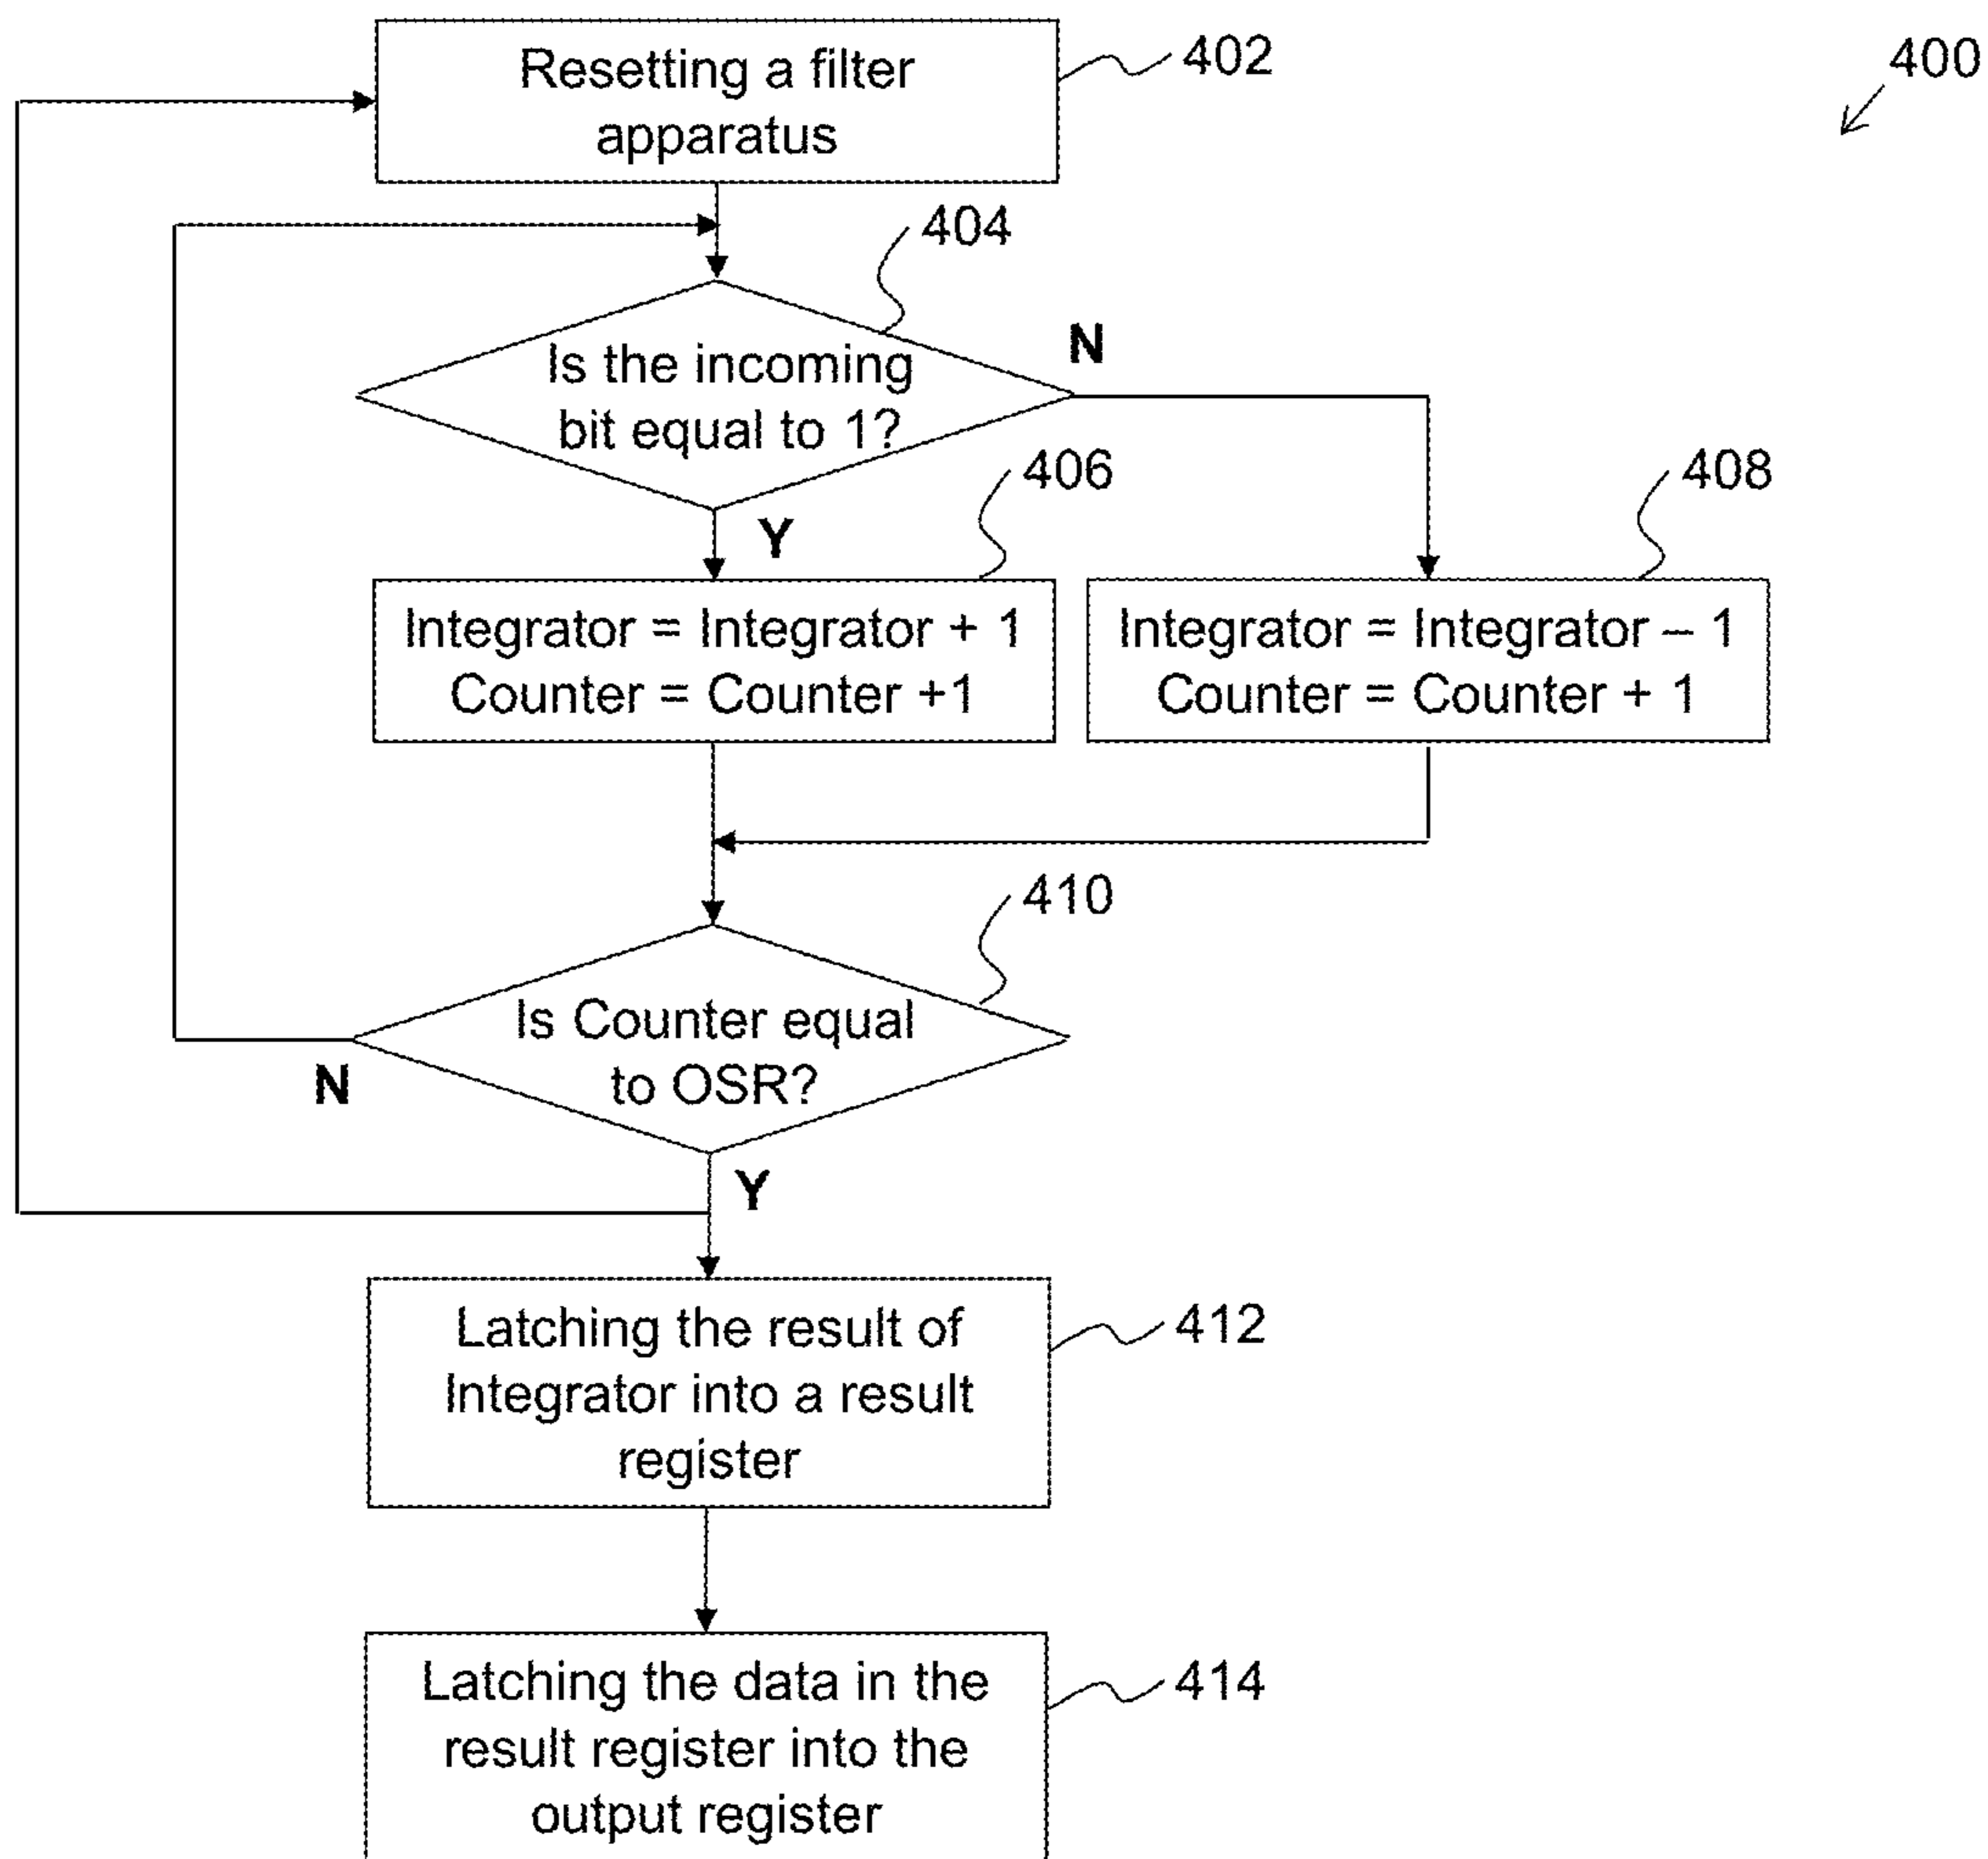 Resetting a filter
apparatus
402
400
404
Is the incoming
bit equal to 1?
N
Y
406
408
Integrator = Integrator + 1
Counter = Counter +1
Integrator = Integrator – 1
Counter = Counter + 1
410
Is Counter equal
to OSR?
N
Y
Latching the result of
Integrator into a result
register
412
Latching the data in the
result register into the
output register
414